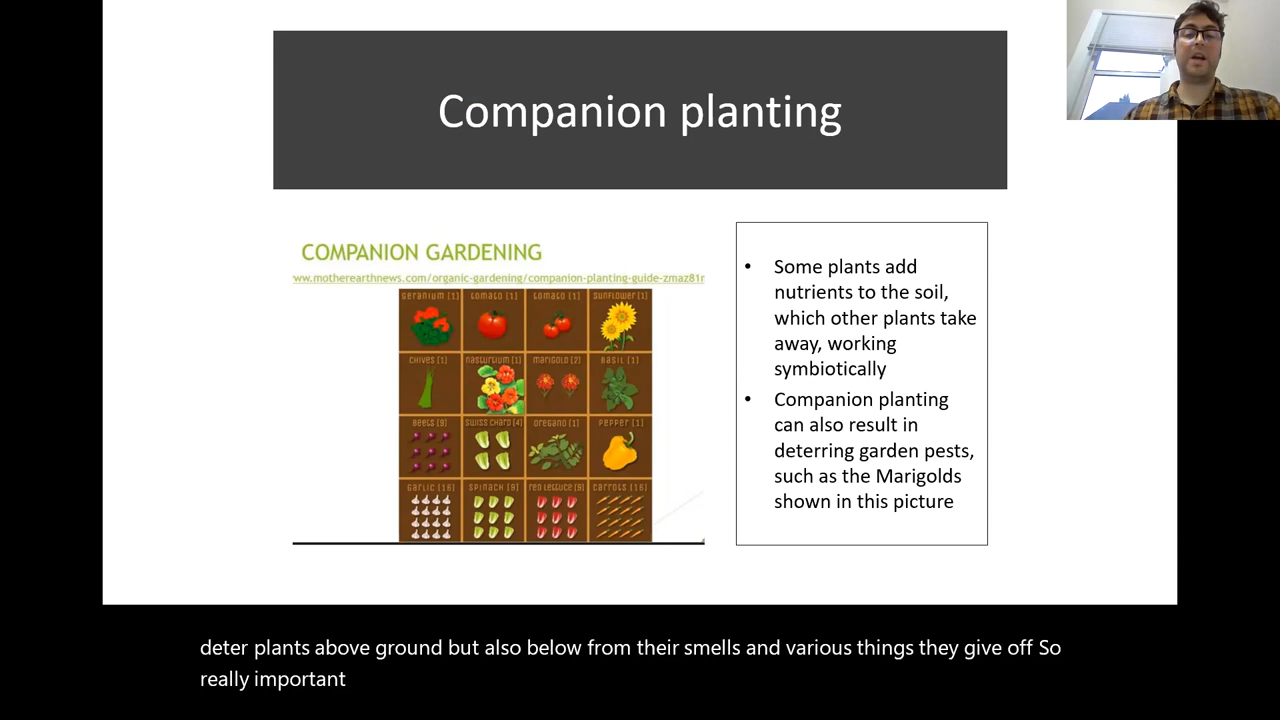 Companion planting
COMPANION GARDENING
ww.motherearthnews.com/organic-gardening/companion-planting-guide-zmaz81r
Geranium [1] tomato [1] tomato [1] sunflower [1]
CHIVES [1] nasturtium [1] marigold [2] Basil [1]
Beets [9] swiss chard [4] oregano [1] pepper [1]
Garlic [16] spinach [9] red lettuce [9] carrots [16]
• Some plants add
nutrients to the soil,
which other plants take
away, working
symbiotically
• Companion planting
can also result in
deterring garden pests,
such as the Marigolds
shown in this picture
deter plants above ground but also below from their smells and various things they give off So
really important